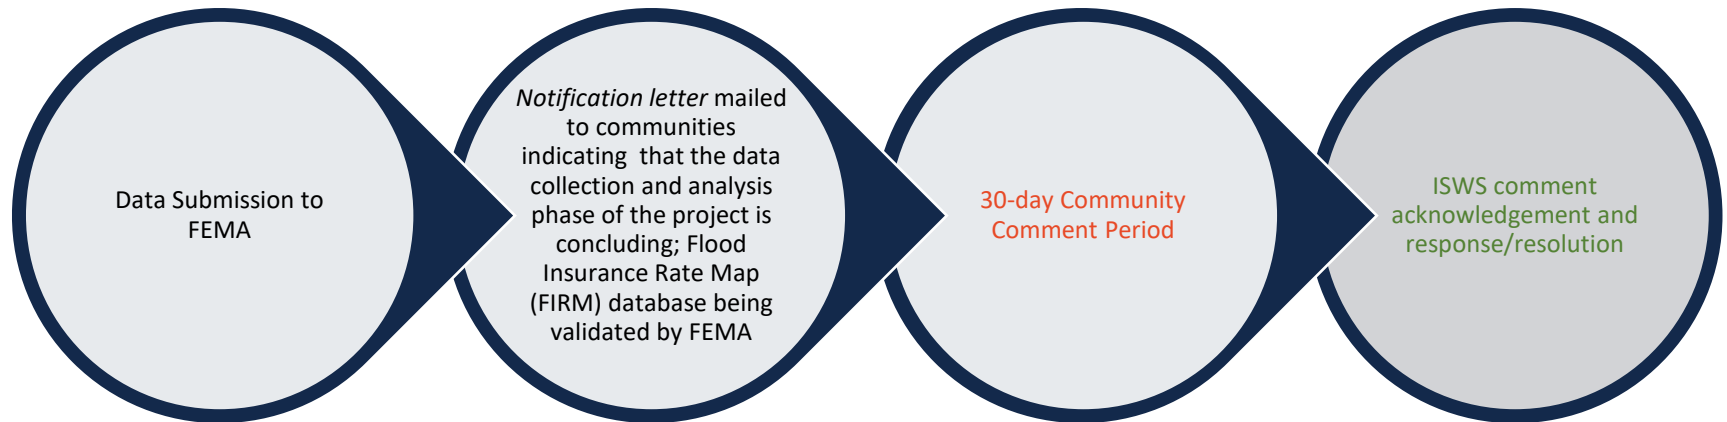 Data Submission to
FEMA
Notification letter mailed
to communities
indicating  that the data
collection and analysis
phase of the project is
concluding; Flood
Insurance Rate Map
(FIRM) database being
validated by FEMA
30-day Community
Comment Period
ISWS comment
acknowledgement and
response/resolution